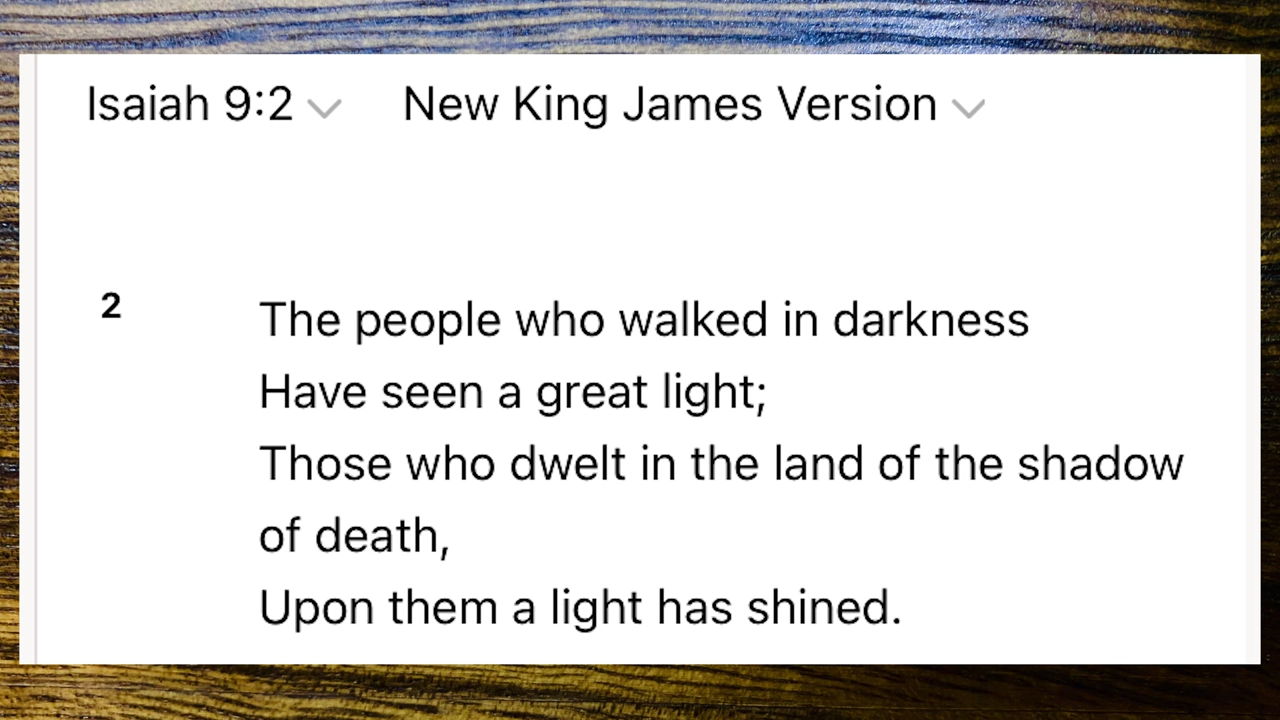 Isaiah 9:2 New King James Version
2 The people who walked in darkness
Have seen a great light;
Those who dwelt in the land of the shadow
of death,
Upon them a light has shined.